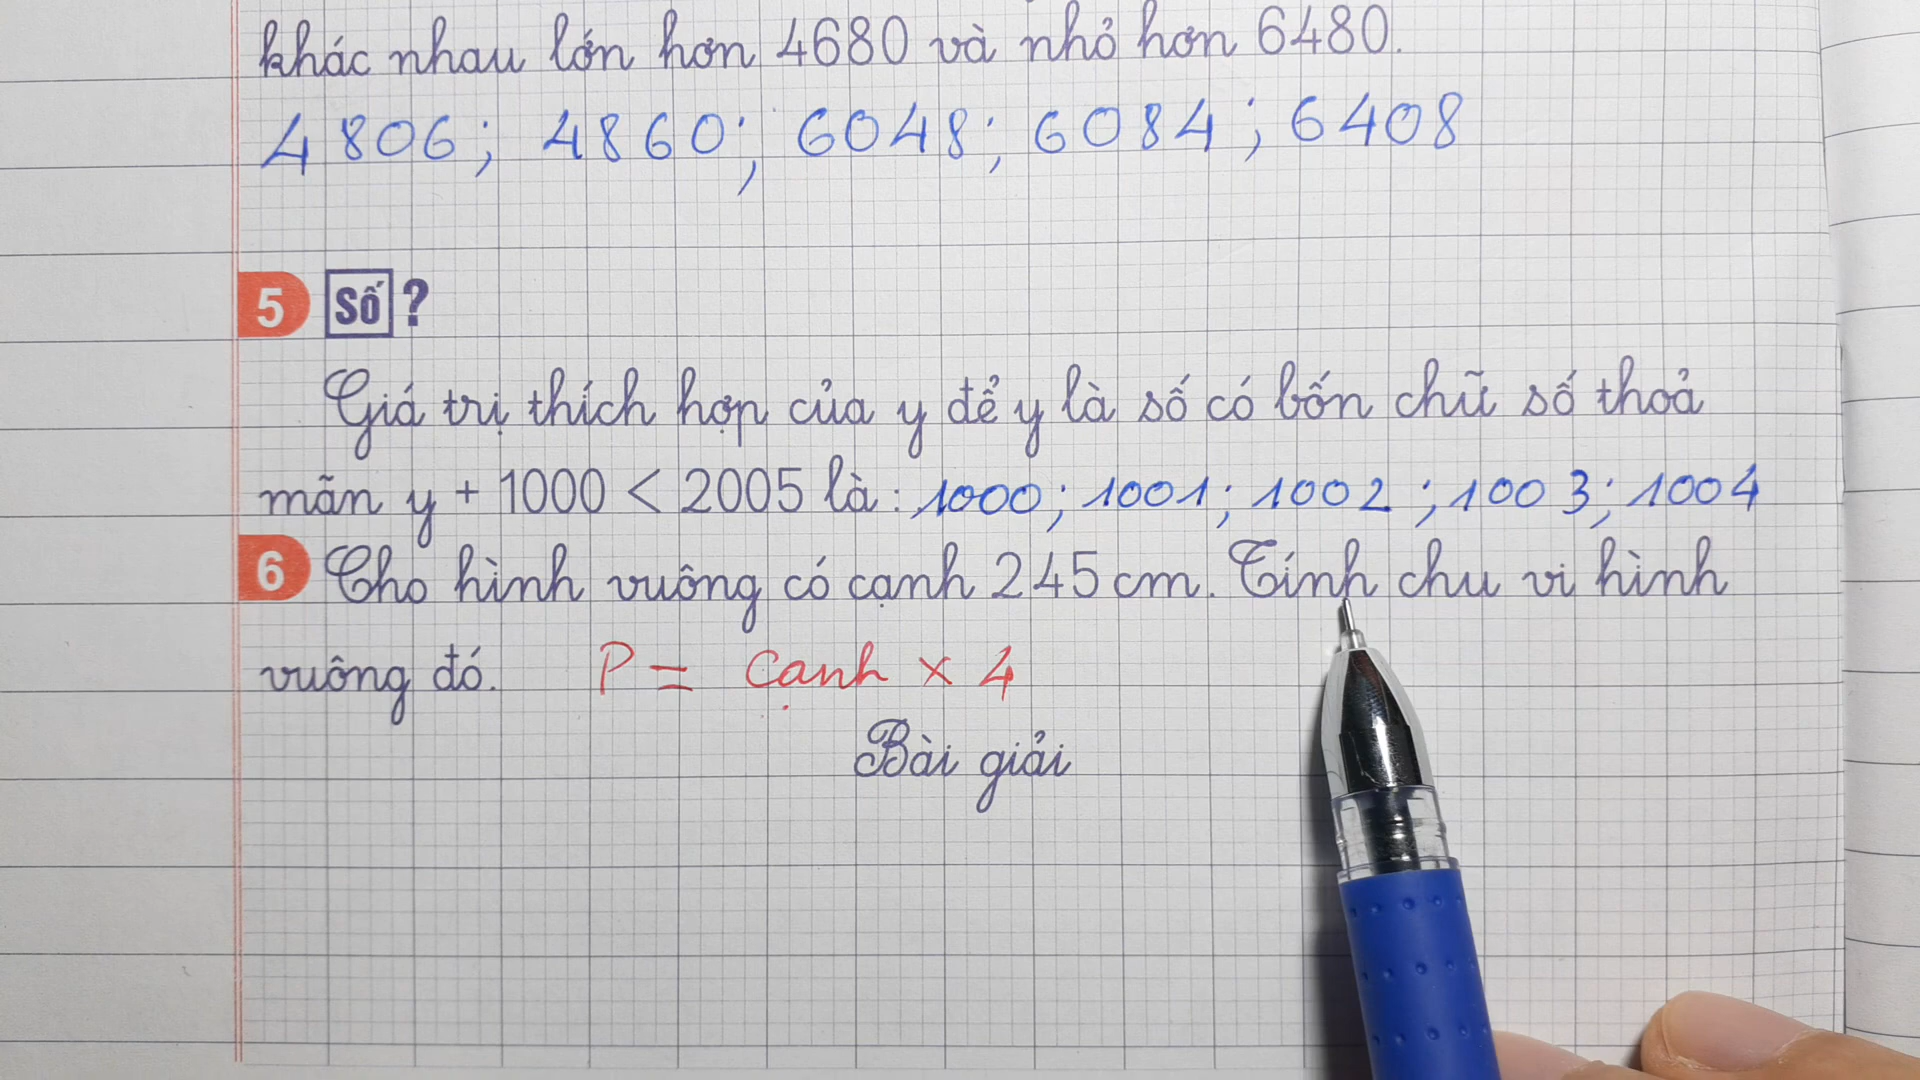 khác nhau lớn hơn 4680 và nhỏ hơn 6480.
4806; 4860; 6048; 6084; 6408
5 Số ?
Giá trị thích hợp của y để y là số có bốn chữ số thoả
mãn y + 1000 < 2005 là: 1000; 1001; 1002; 1003; 1004
6 Cho hình vuông có cạnh 245 cm. Tính chu vi hình
vuông đó. P = cạnh × 4
Bài giải